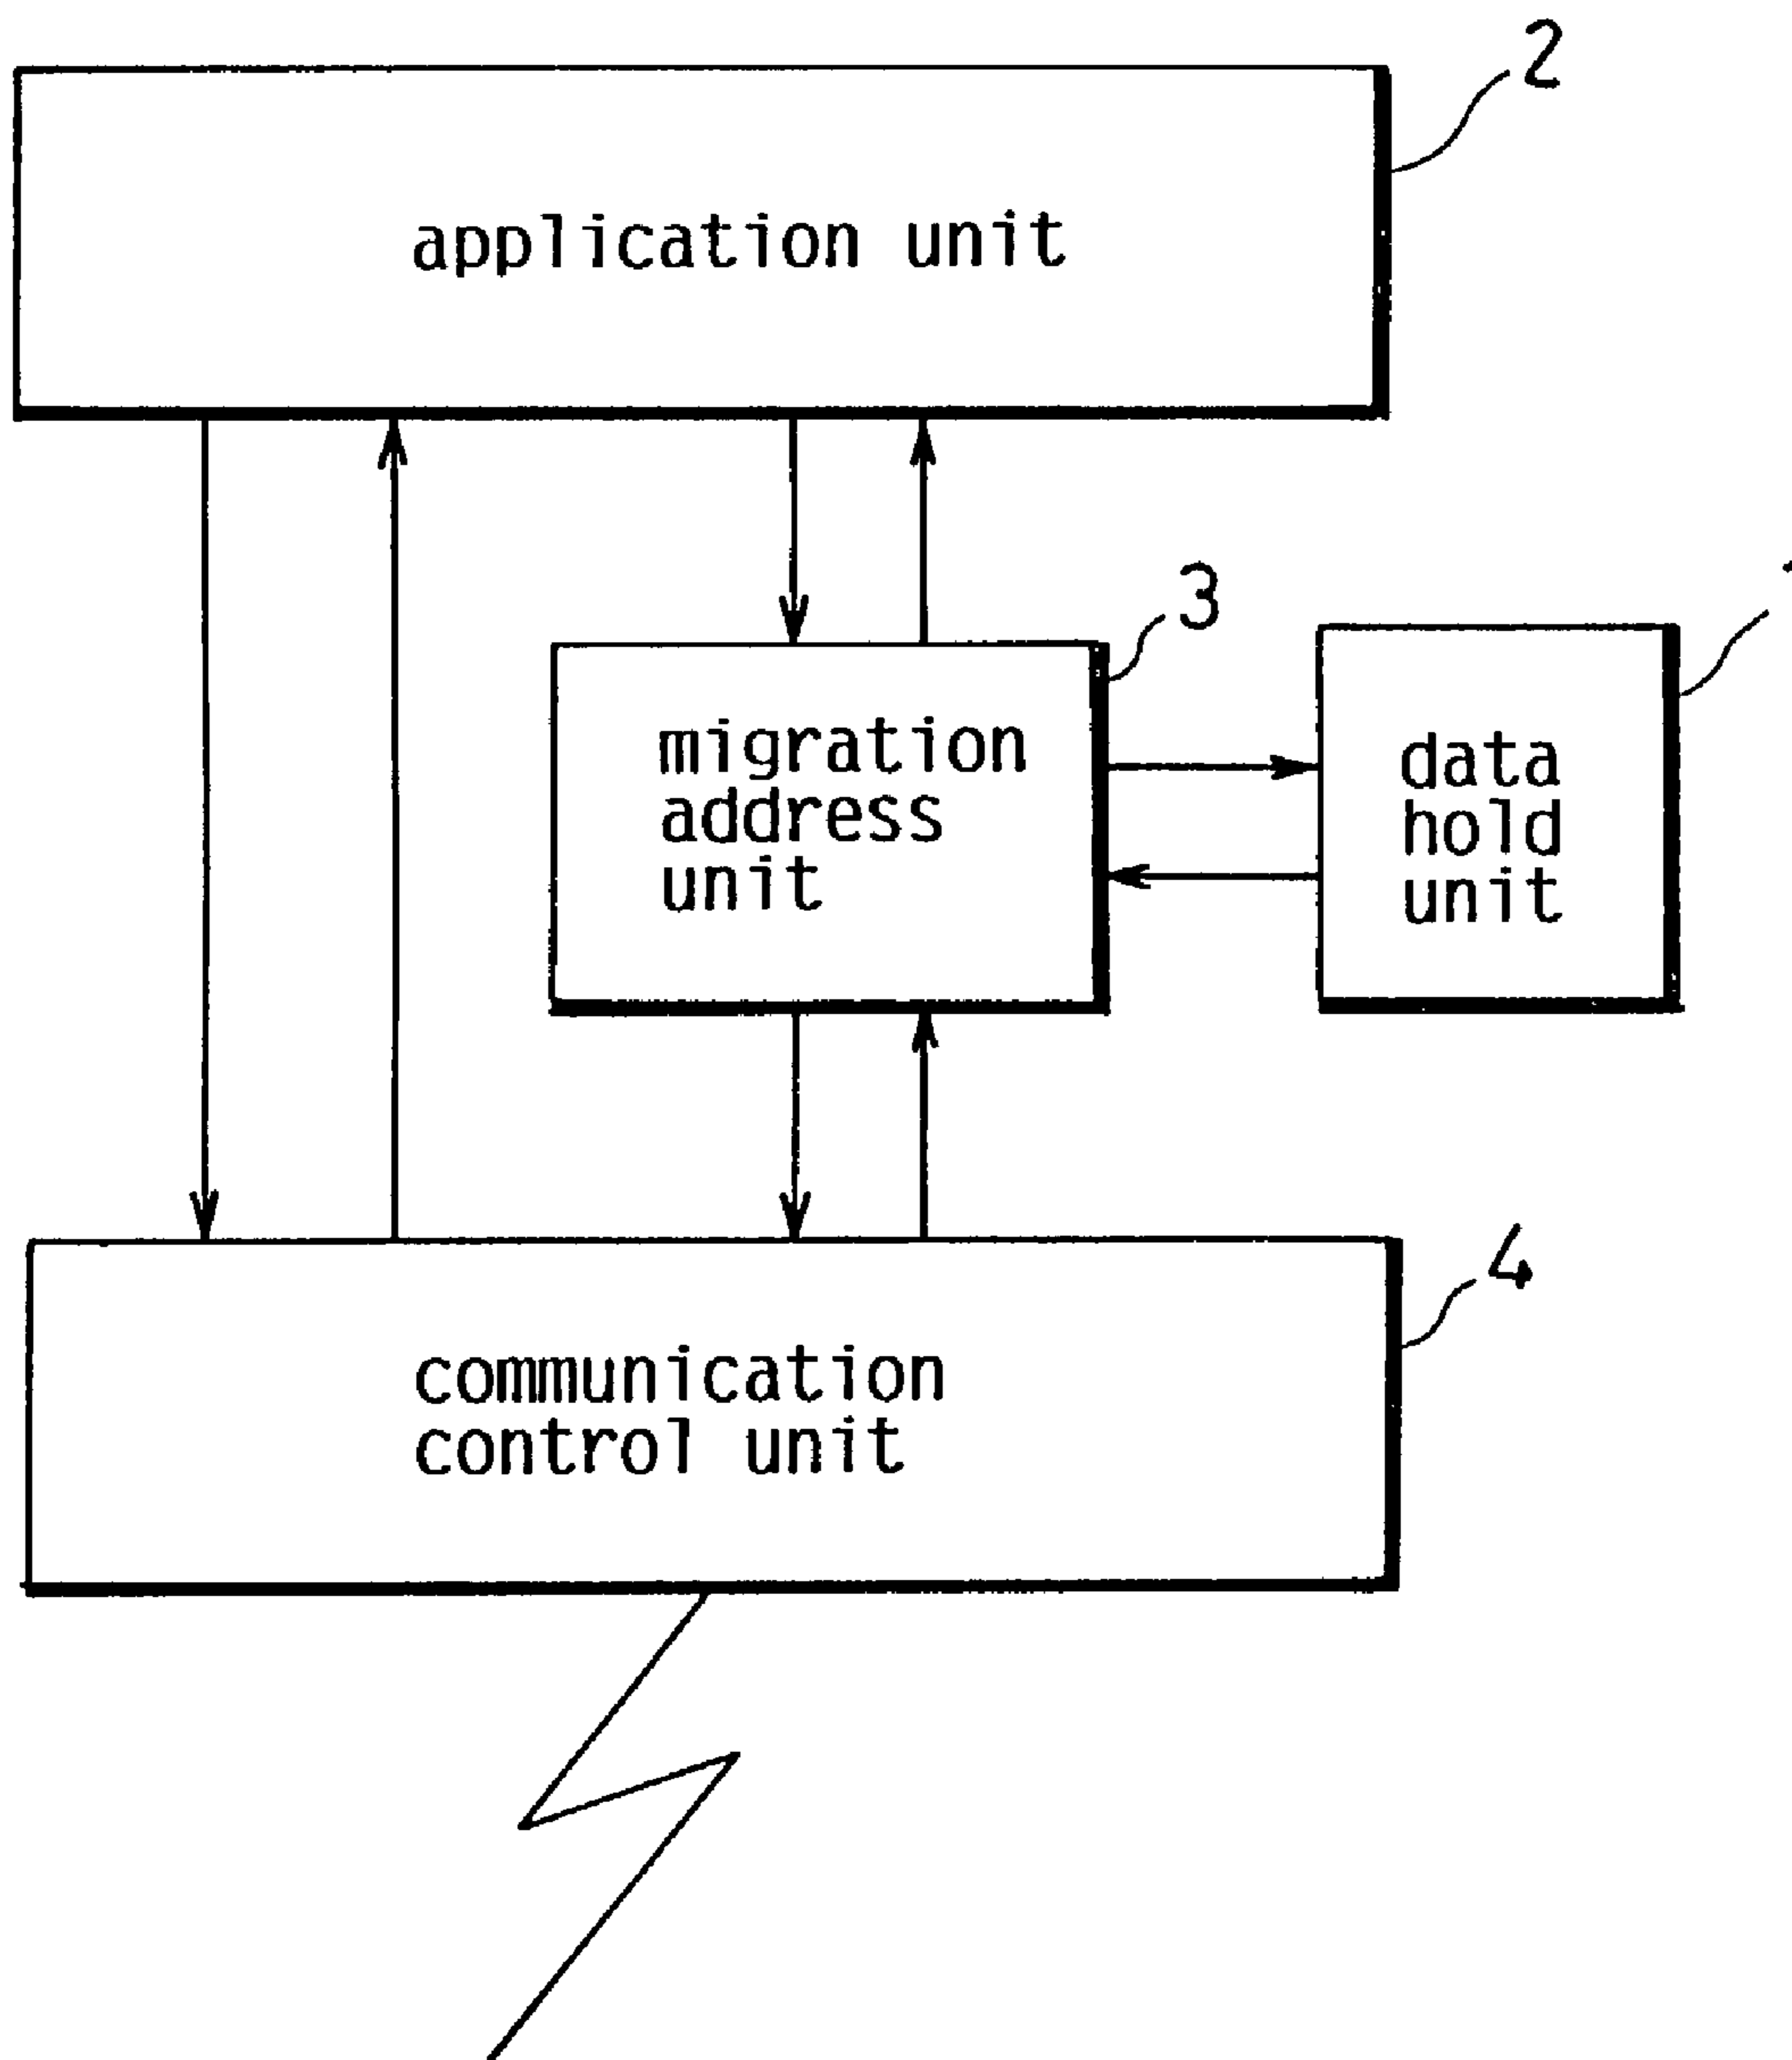 2
application unit
3
migration
address
unit
data
hold
unit
4
communication
control unit